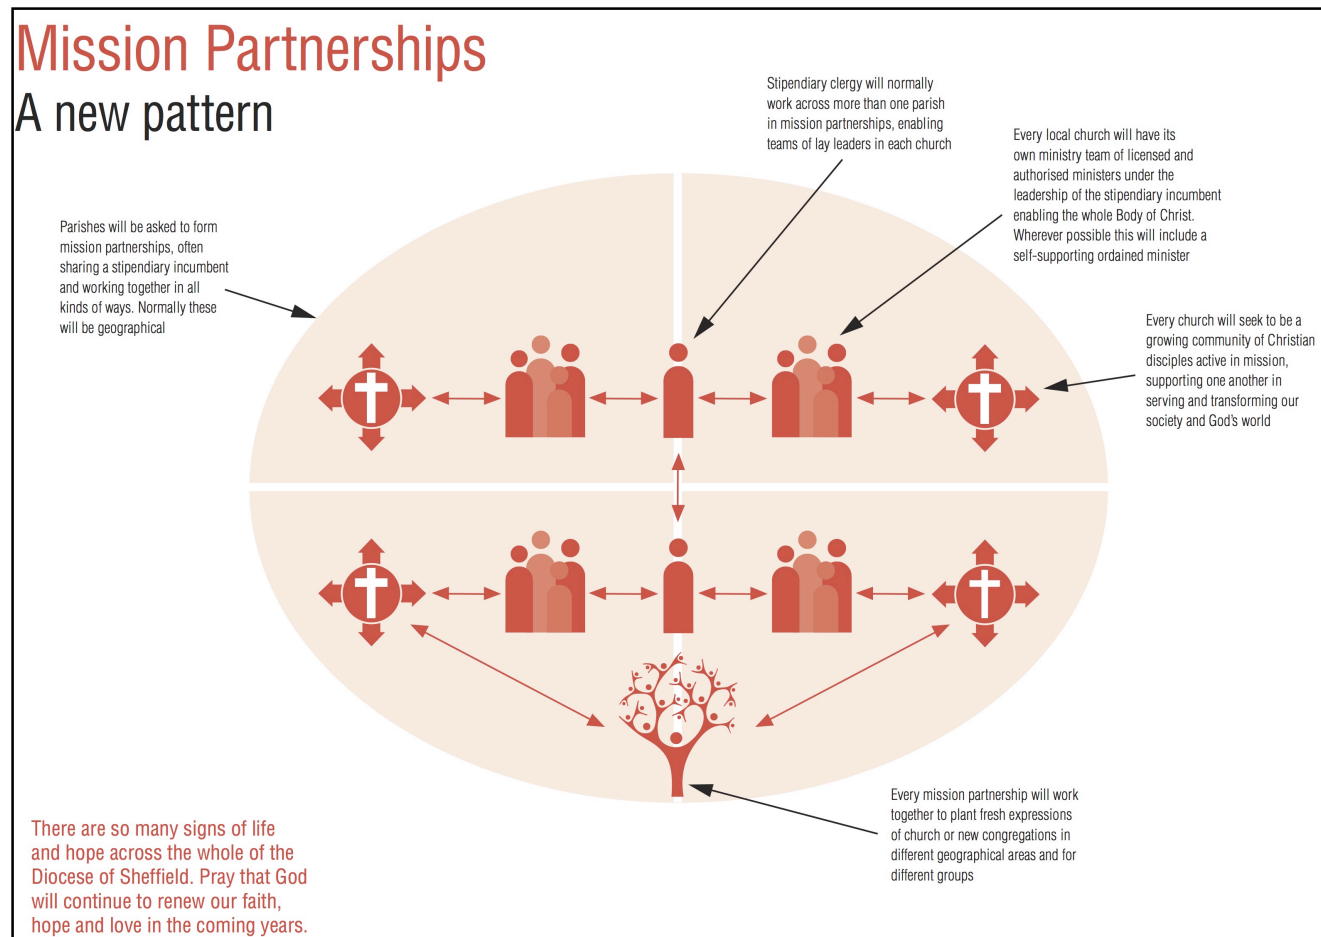 Mission Partnerships
A new pattern
Stipendiary clergy will normally
work across more than one parish
in mission partnerships, enabling
teams of lay leaders in each church
Every local church will have its
own ministry team of licensed and
authorised ministers under the
leadership of the stipendiary incumbent
enabling the whole Body of Christ.
Wherever possible this will include a
self-supporting ordained minister
Parishes will be asked to form
mission partnerships, often
sharing a stipendiary incumbent
and working together in all
kinds of ways. Normally these
will be geographical
Every church will seek to be a
growing community of Christian
disciples active in mission,
supporting one another in
serving and transforming our
society and God's world
Every mission partnership will work
together to plant fresh expressions
of church or new congregations in
different geographical areas and for
different groups
There are so many signs of life
and hope across the whole of the
Diocese of Sheffield. Pray that God
will continue to renew our faith,
hope and love in the coming years.